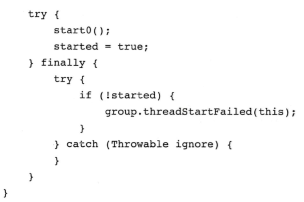 try {
        start0();
        started = true;
    } finally {
        try {
            if (!started) {
                group.threadStartFailed(this);
            }
        } catch (Throwable ignore) {
        }
    }
}